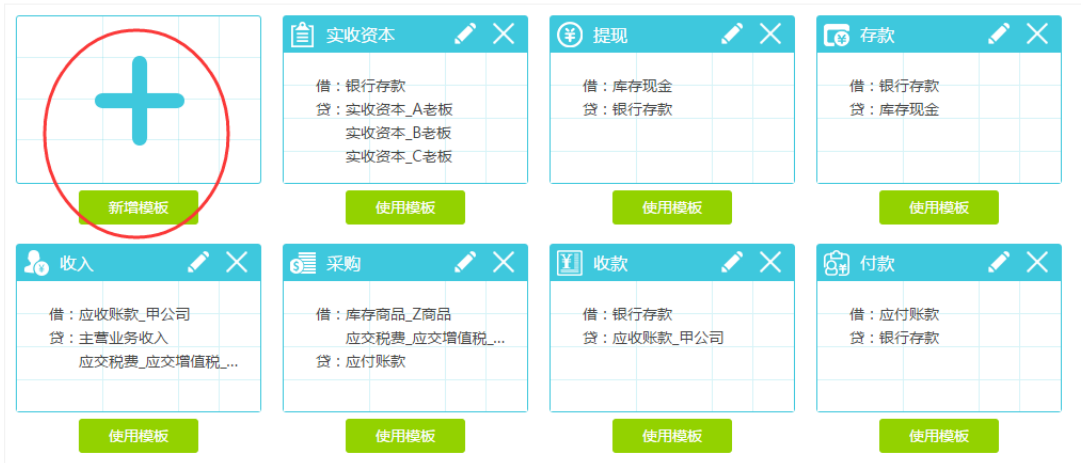 实收资本
借：银行存款
贷：实收资本_A老板
实收资本_B老板
实收资本_C老板
提现
借：库存现金
贷：银行存款
存款
借：银行存款
贷：库存现金
新增模板
使用模板
使用模板
使用模板
收入
借：应收账款_甲公司
贷：主营业务收入
应交税费_应交增值税_...
采购
借：库存商品_Z商品
应交税费_应交增值税_...
贷：应付账款
收款
借：银行存款
贷：应收账款_甲公司
付款
借：应付账款
贷：银行存款
使用模板
使用模板
使用模板
使用模板